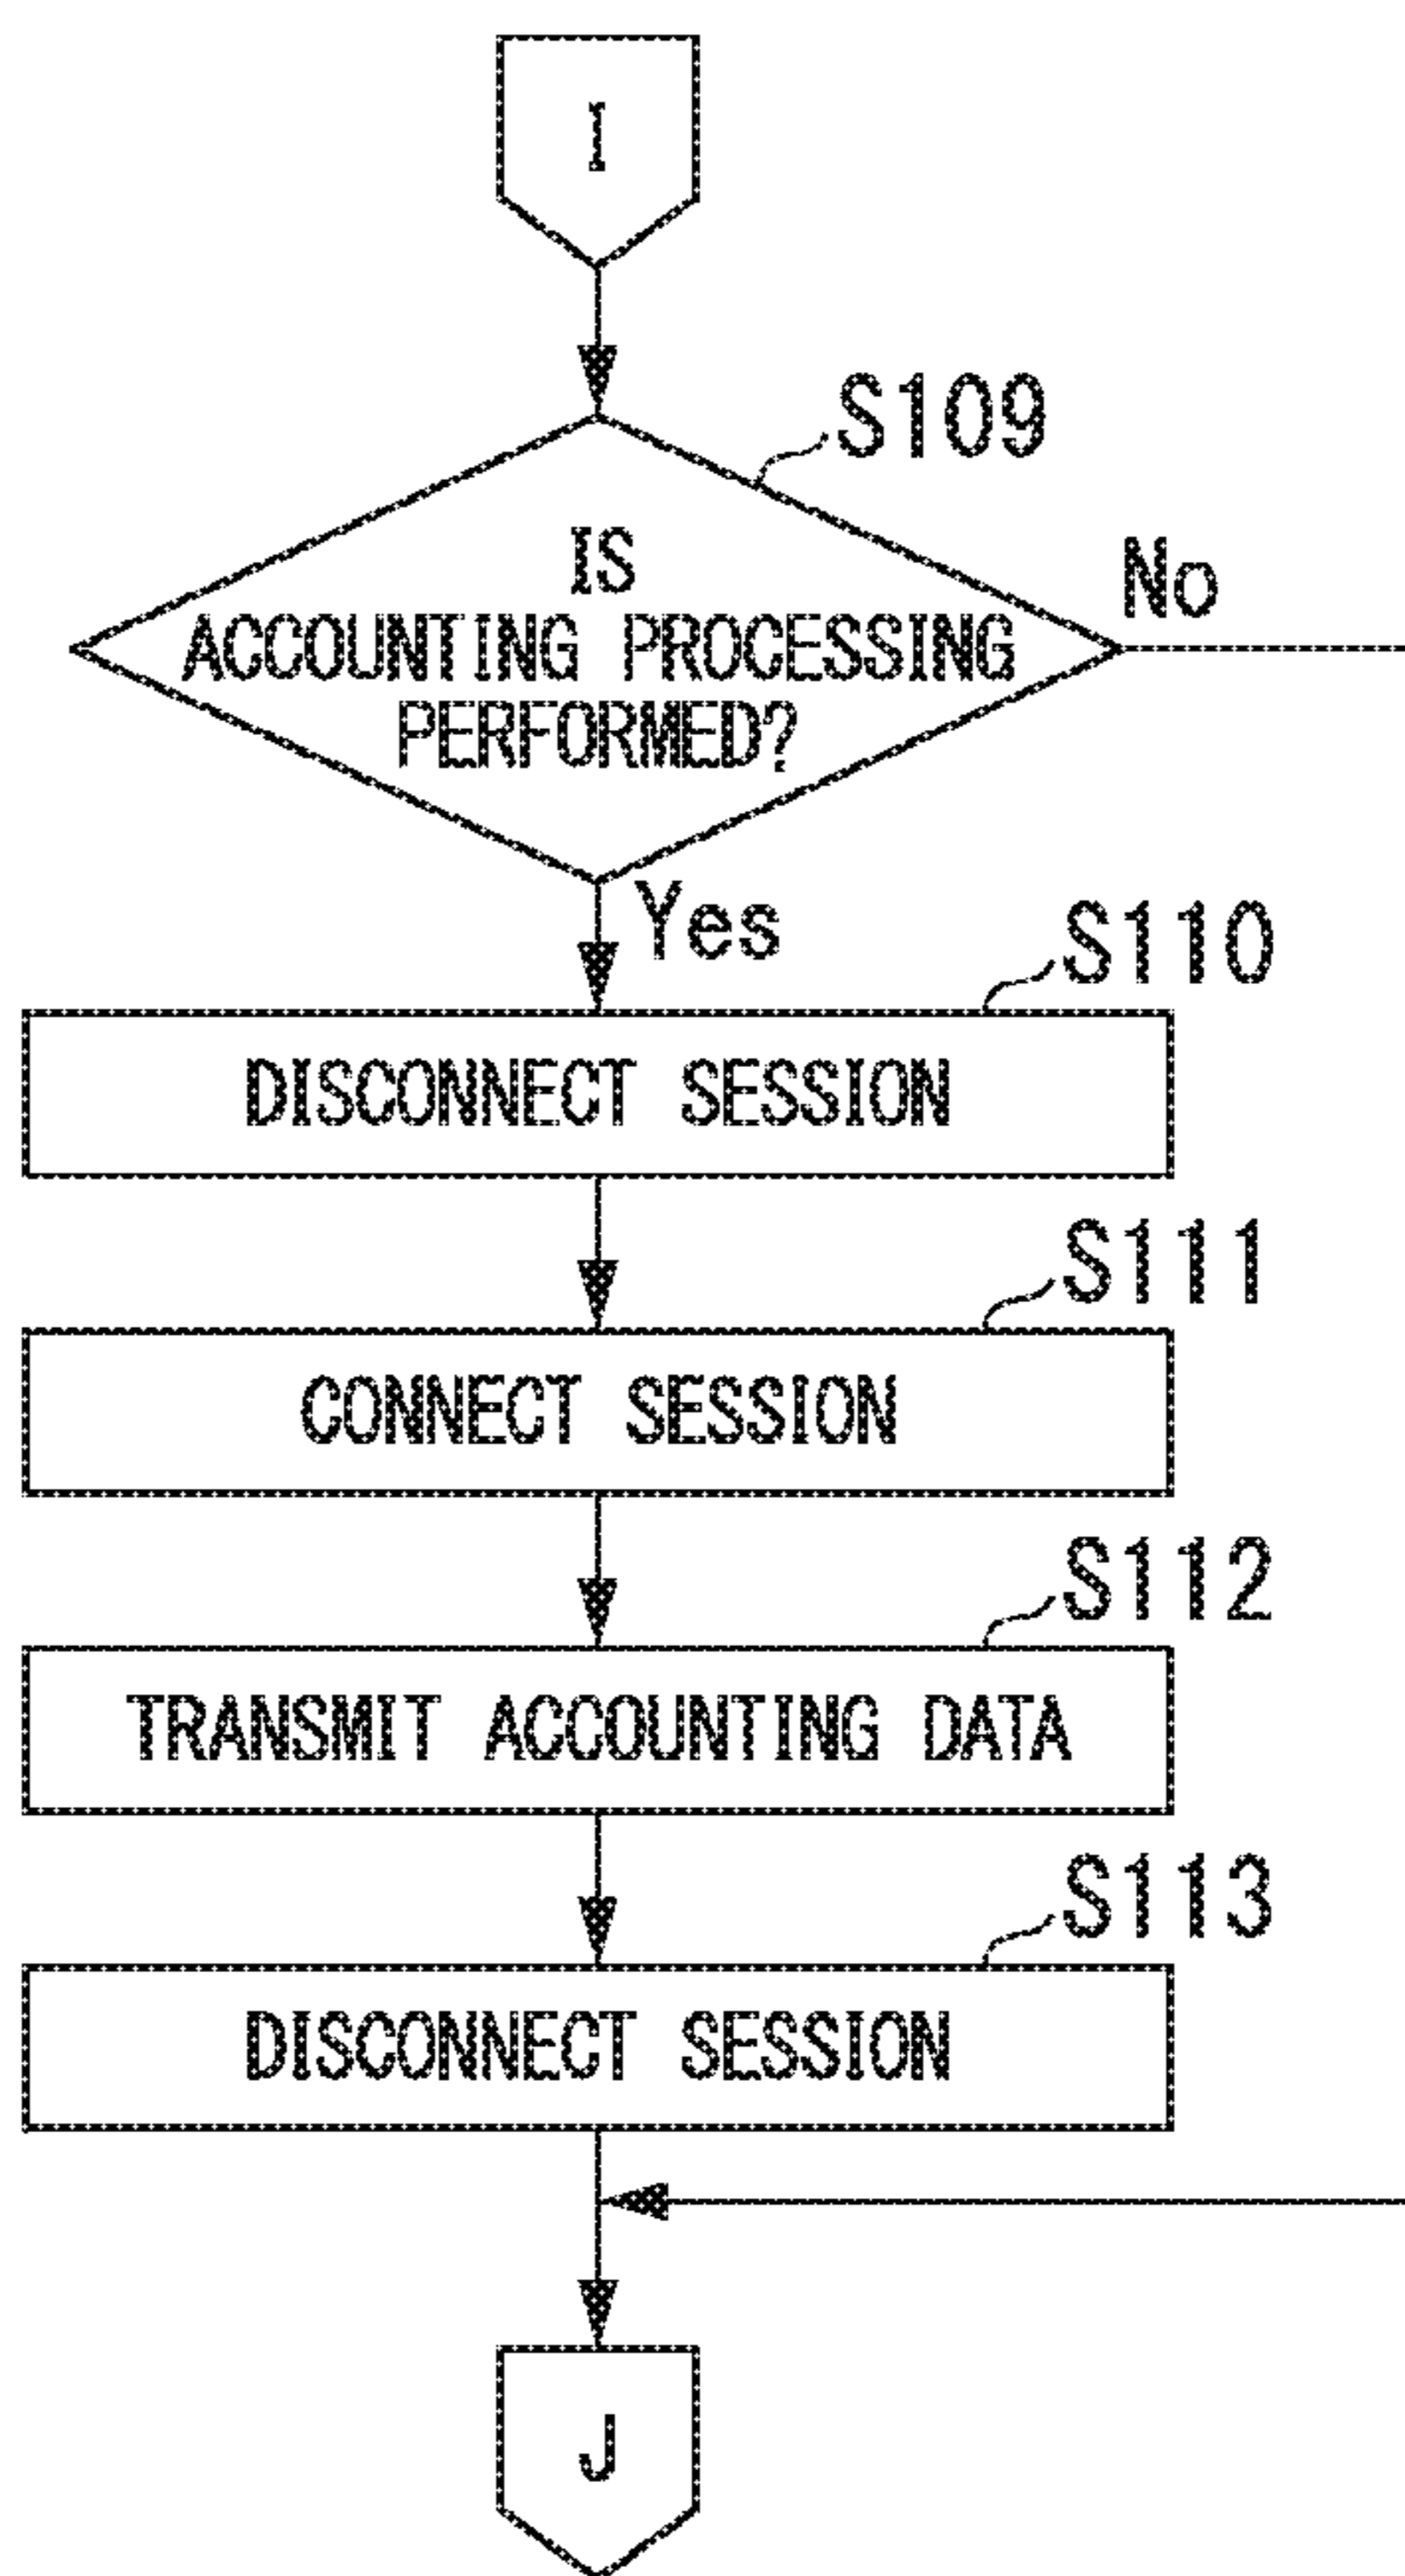 I
S109
IS
ACCOUNTING PROCESSING
PERFORMED?
No
Yes
S110
DISCONNECT SESSION
S111
CONNECT SESSION
S112
TRANSMIT ACCOUNTING DATA
S113
DISCONNECT SESSION
J